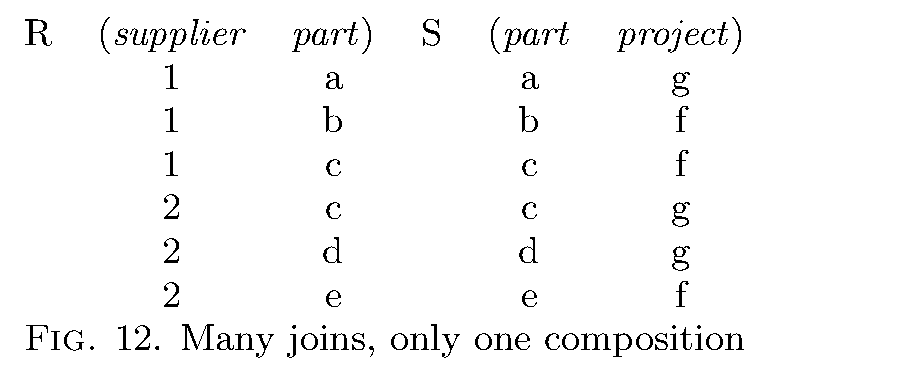 R (supplier part) S (part project)
1 a a g
1 b b f
1 c c f
2 c c g
2 d d g
2 e e f
FIG. 12. Many joins, only one composition